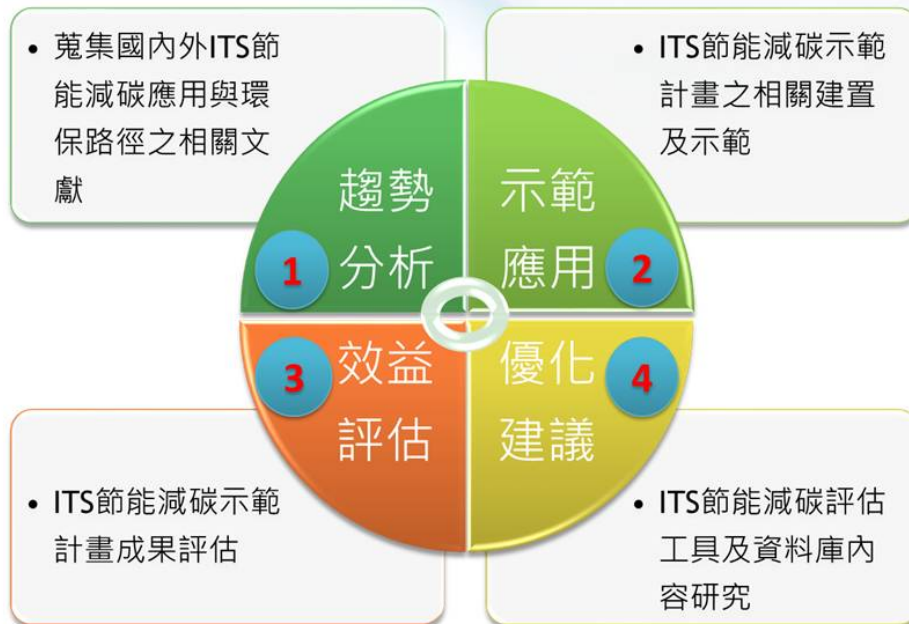 • 蒐集國內外ITS節
能減碳應用與環
保路徑之相關文
獻
趨勢
分析
1
• ITS節能減碳示範
計畫之相關建置
及示範
示範
應用
2
• ITS節能減碳示範
計畫成果評估
效益
評估
3
• ITS節能減碳評估
工具及資料庫內
容研究
優化
建議
4